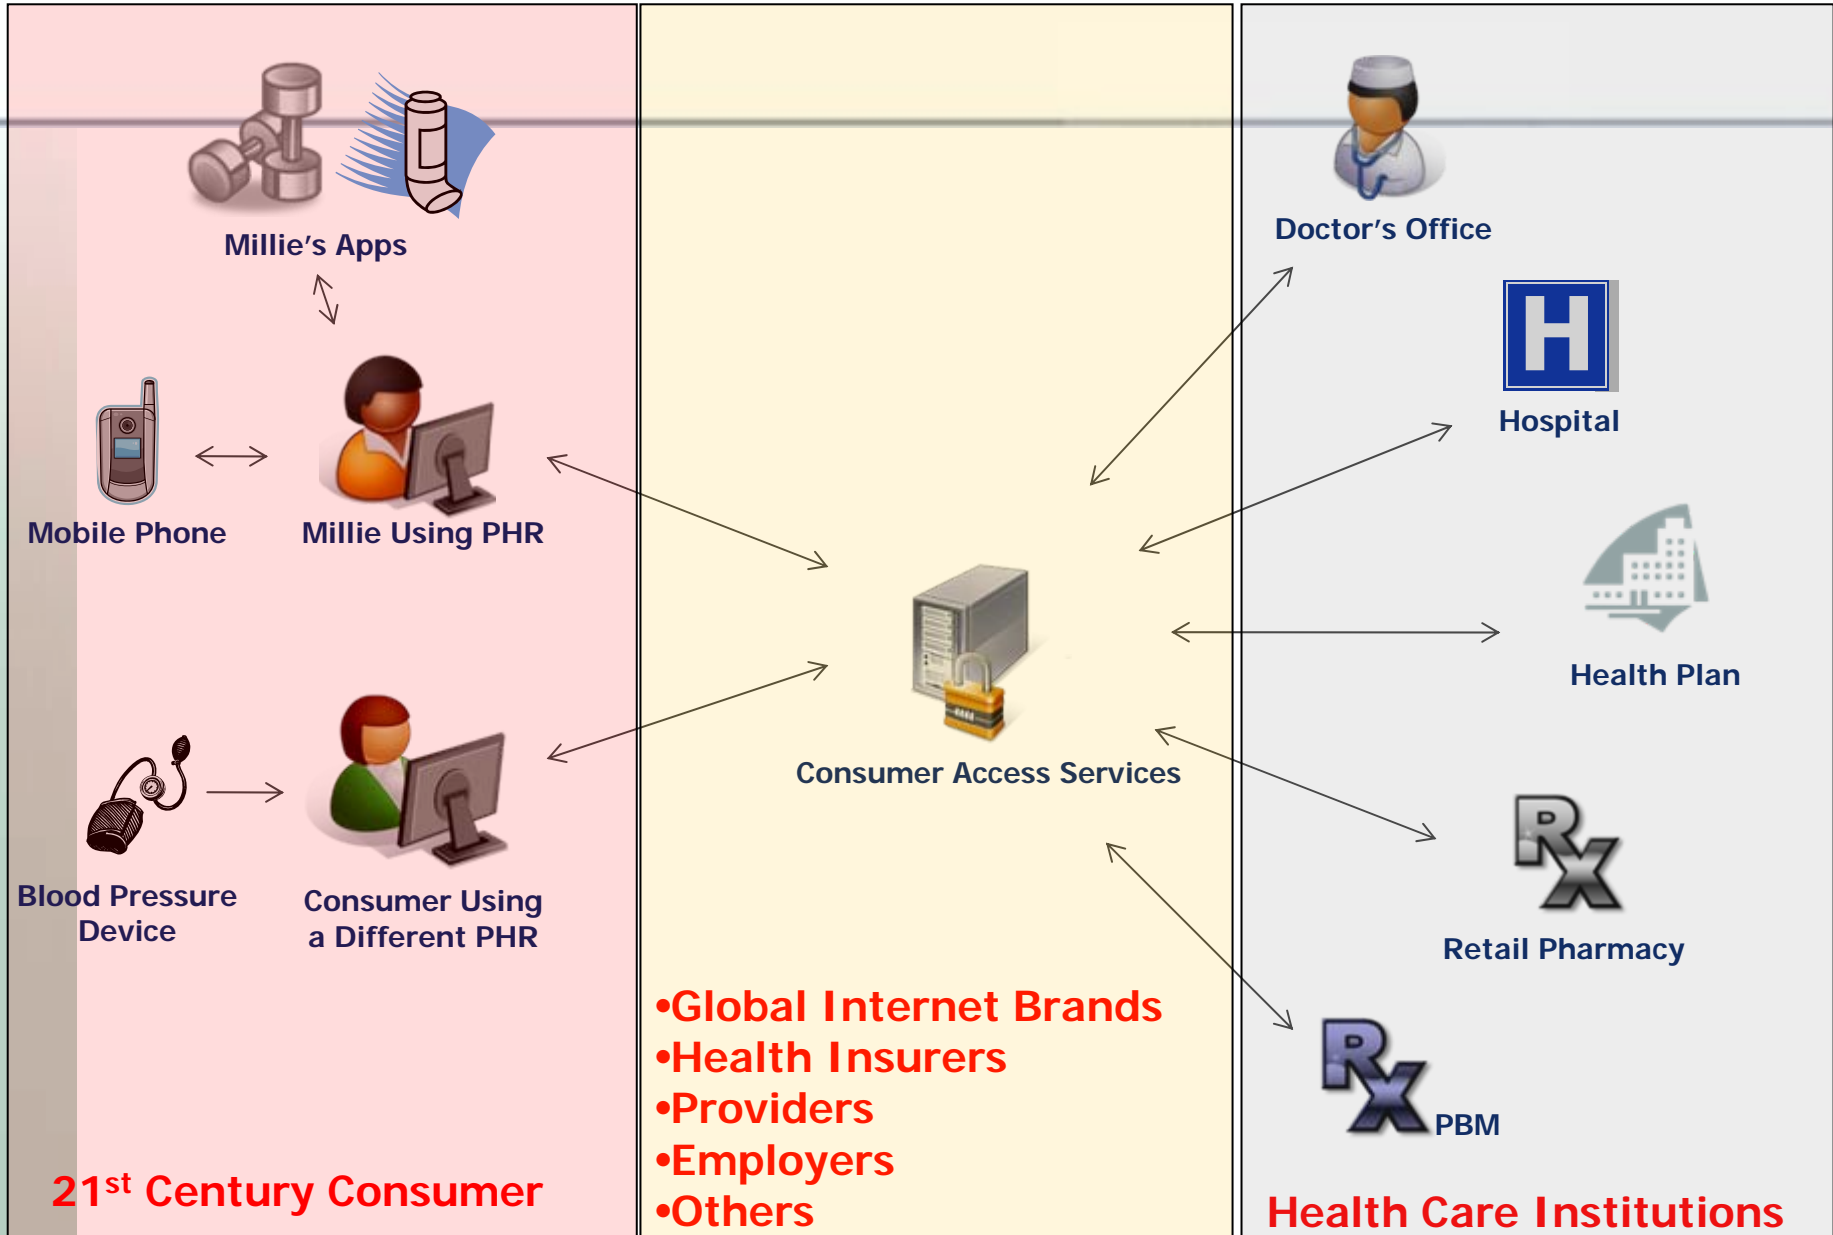 Millie's Apps
Mobile Phone
Millie Using PHR
Blood Pressure
Device
Consumer Using
a Different PHR
21st Century Consumer
Consumer Access Services
•Global Internet Brands
•Health Insurers
•Providers
•Employers
•Others
Doctor's Office
H
Hospital
Health Plan
Rx
Retail Pharmacy
Rx
PBM
Health Care Institutions